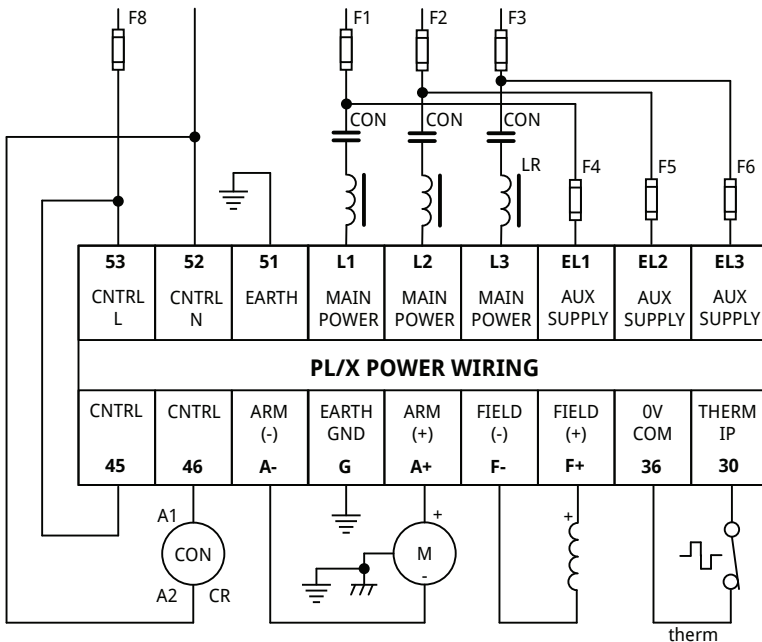 F8
F1
F2
F3
CON
CON
CON
LR
F4
F5
F6
53
52
51
L1
L2
L3
EL1
EL2
EL3
CNTRL
L
CNTRL
N
EARTH
MAIN
POWER
MAIN
POWER
MAIN
POWER
AUX
SUPPLY
AUX
SUPPLY
AUX
SUPPLY
PL/X POWER WIRING
CNTRL
CNTRL
ARM
(-)
EARTH
GND
ARM
(+)
FIELD
(-)
FIELD
(+)
0V
COM
THERM
IP
45
46
A-
G
A+
F-
F+
36
30
A1
CON
A2
CR
+
M
-
+
therm